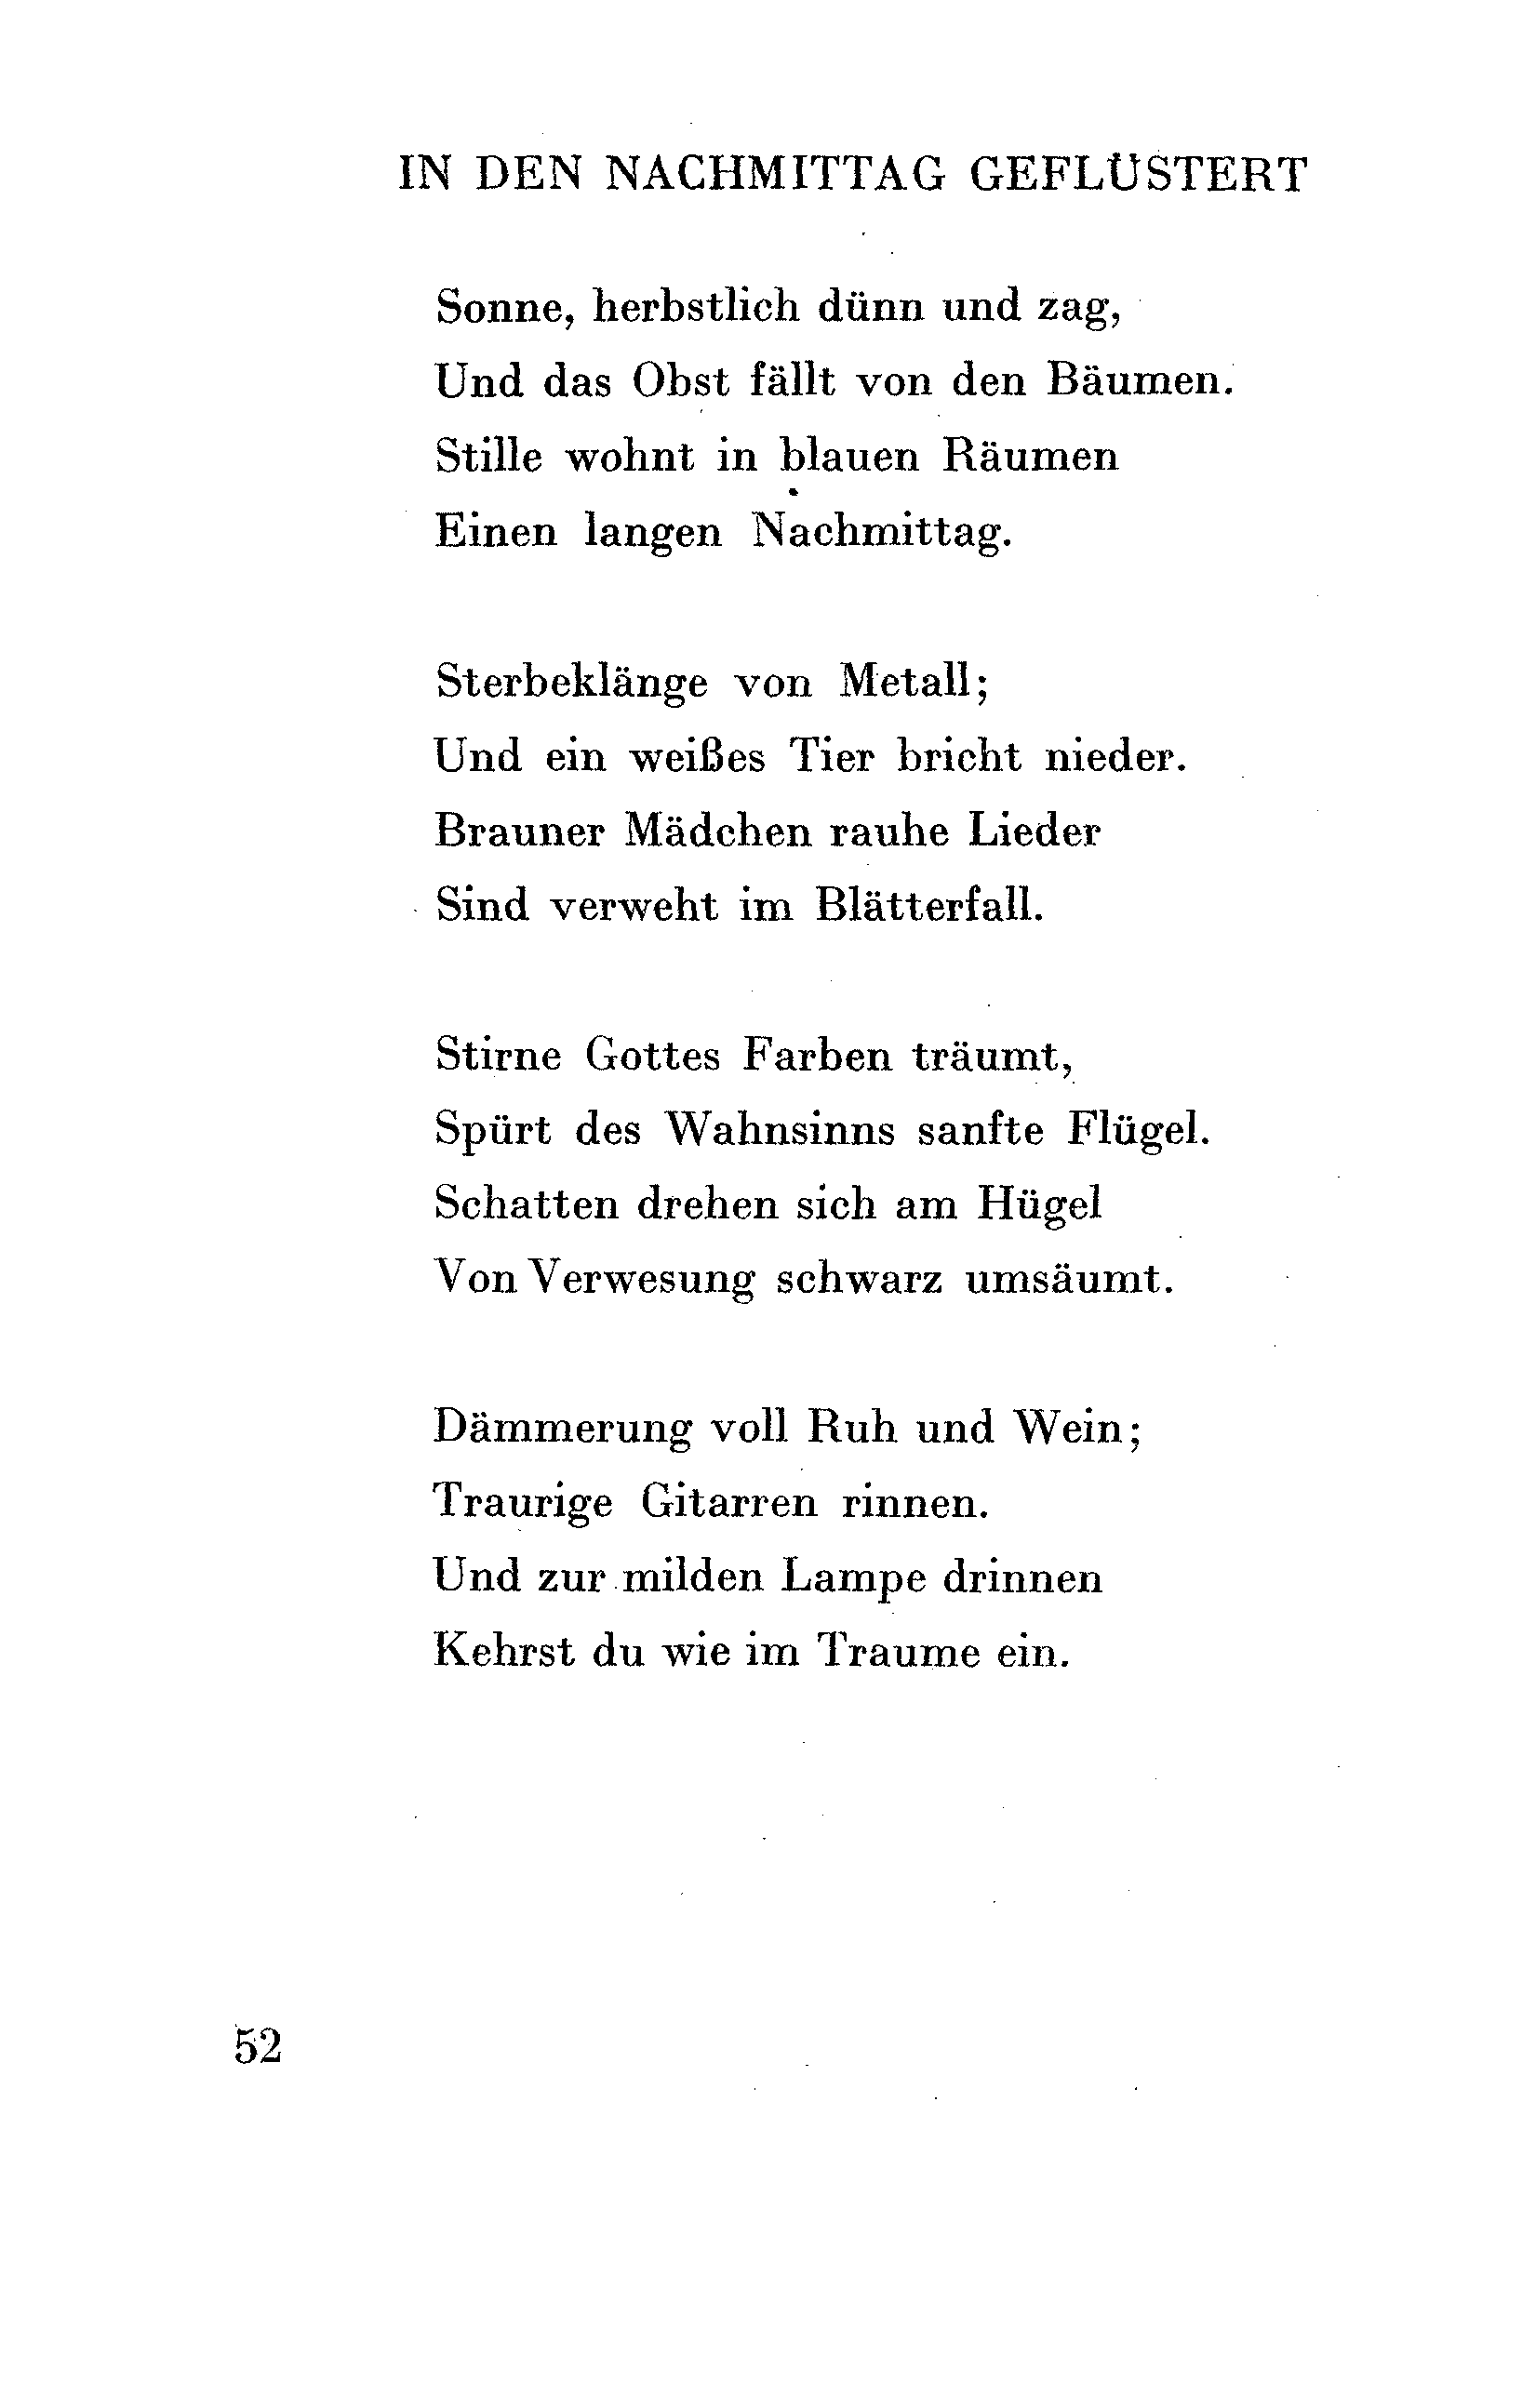 IN DEN NACHMITTAG GEFLÜSTERT
Sonne, herbstlich dünn und zag,
Und das Obst fällt von den Bäumen.
Stille wohnt in blauen Räumen
Einen langen Nachmittag.
Sterbeklänge von Metall;
Und ein weißes Tier bricht nieder.
Brauner Mädchen rauhe Lieder
Sind verweht im Blätterfall.
Stirne Gottes Farben träumt,
Spürt des Wahnsinns sanfte Flügel.
Schatten drehen sich am Hügel
Von Verwesung schwarz umsäumt.
Dämmerung voll Ruh und Wein;
Traurige Gitarren rinnen.
Und zur milden Lampe drinnen
Kehrst du wie im Traume ein.
52